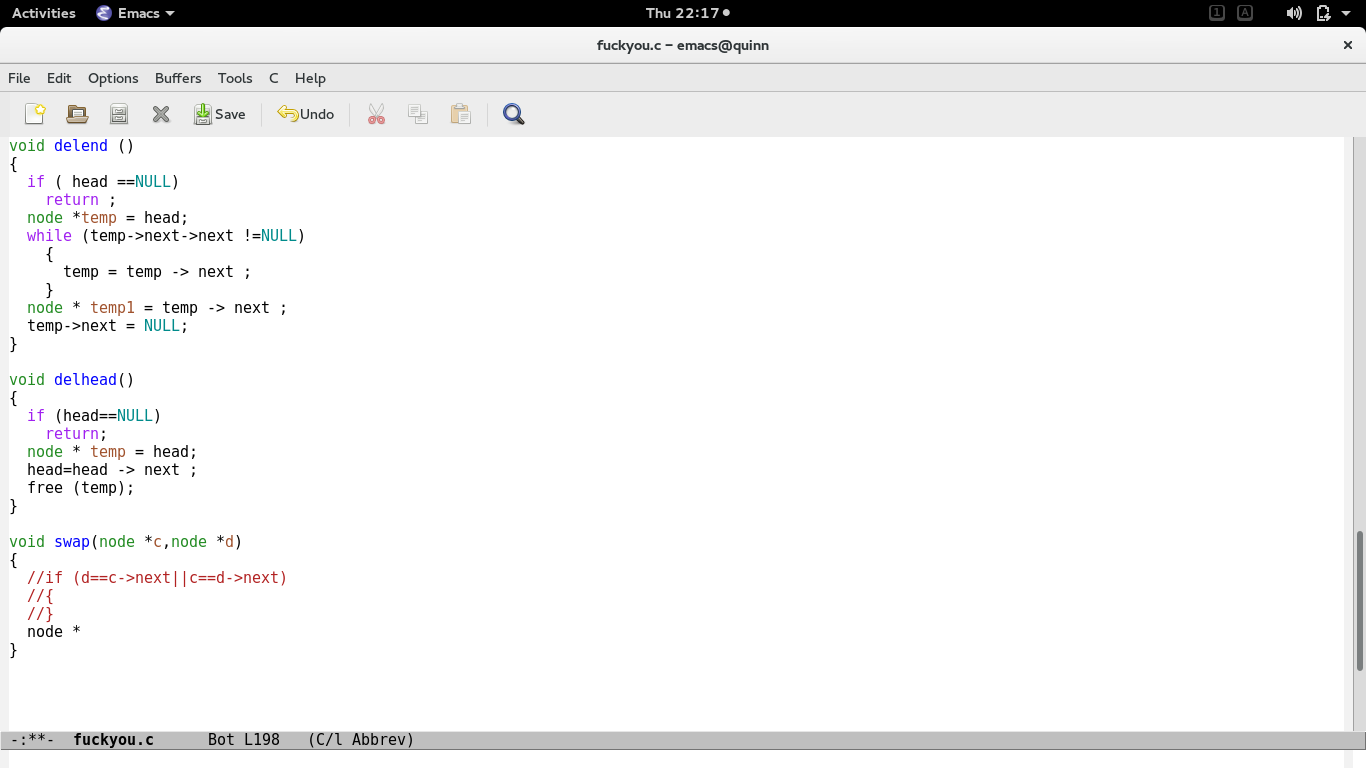 Activities Emacs Thu 22:17 1 A
fuckyou.c – emacs@quinn ×
File Edit Options Buffers Tools C Help
Save Undo
void delend ()
{
  if ( head ==NULL)
    return ;
  node *temp = head;
  while (temp->next->next !=NULL)
    {
      temp = temp -> next ;
    }
  node * temp1 = temp -> next ;
  temp->next = NULL;
}

void delhead()
{
  if (head==NULL)
    return;
  node * temp = head;
  head=head -> next ;
  free (temp);
}

void swap(node *c,node *d)
{
  //if (d==c->next||c==d->next)
  //{
  //}
  node *
}
-:**-  fuckyou.c      Bot L198   (C/l Abbrev)